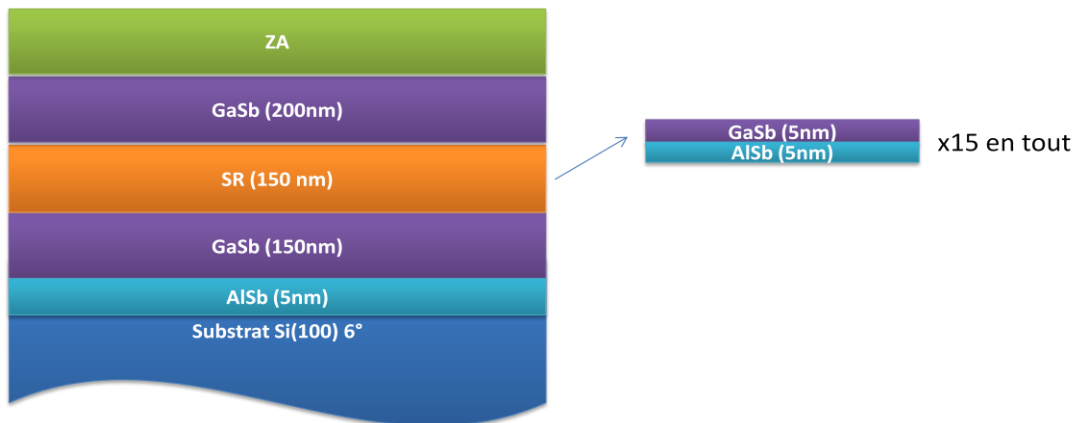 ZA
GaSb (200nm)
SR (150 nm)
GaSb (150nm)
AlSb (5nm)
Substrat Si(100) 6°
GaSb (5nm)
AlSb (5nm)
x15 en tout